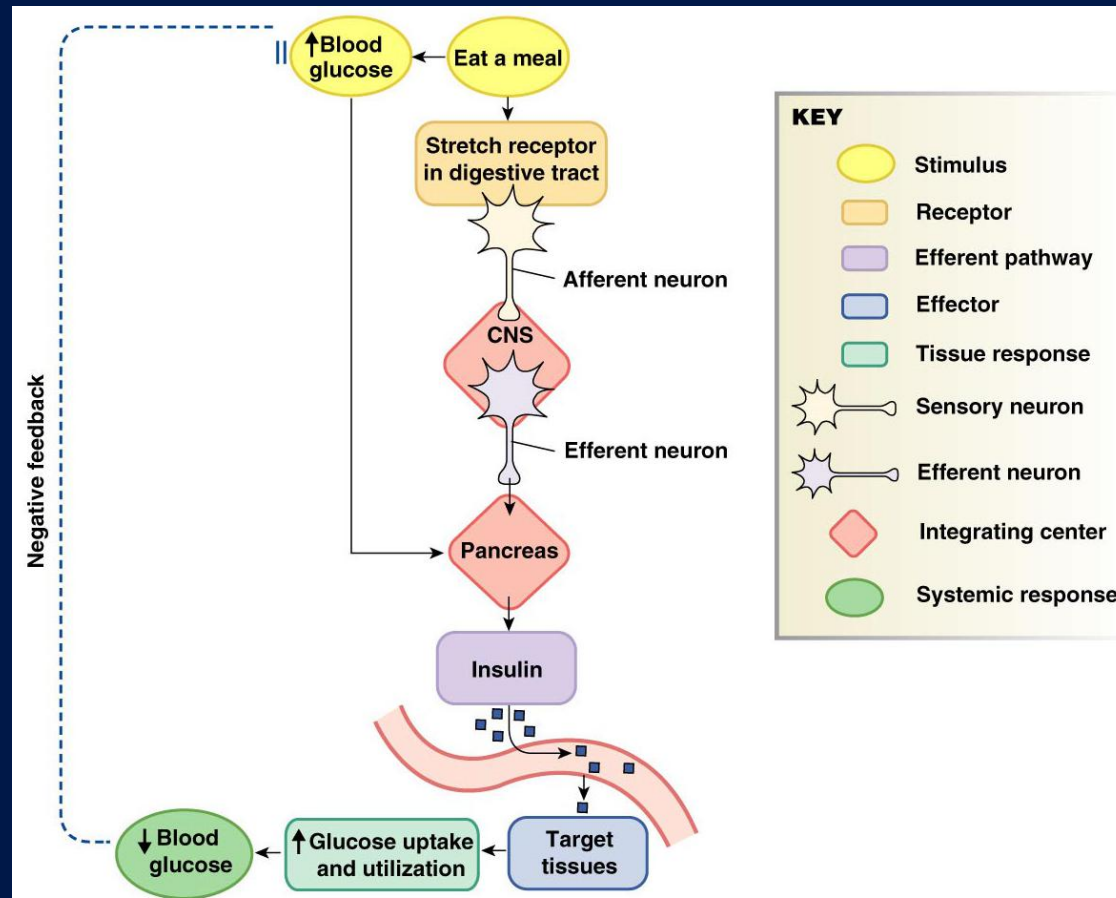 ↑Blood
glucose
Eat a meal
Stretch receptor
in digestive tract
Afferent neuron
CNS
Efferent neuron
Pancreas
Insulin
Target
tissues
↑ Glucose uptake
and utilization
↓ Blood
glucose
Negative feedback
KEY
Stimulus
Receptor
Efferent pathway
Effector
Tissue response
Sensory neuron
Efferent neuron
Integrating center
Systemic response